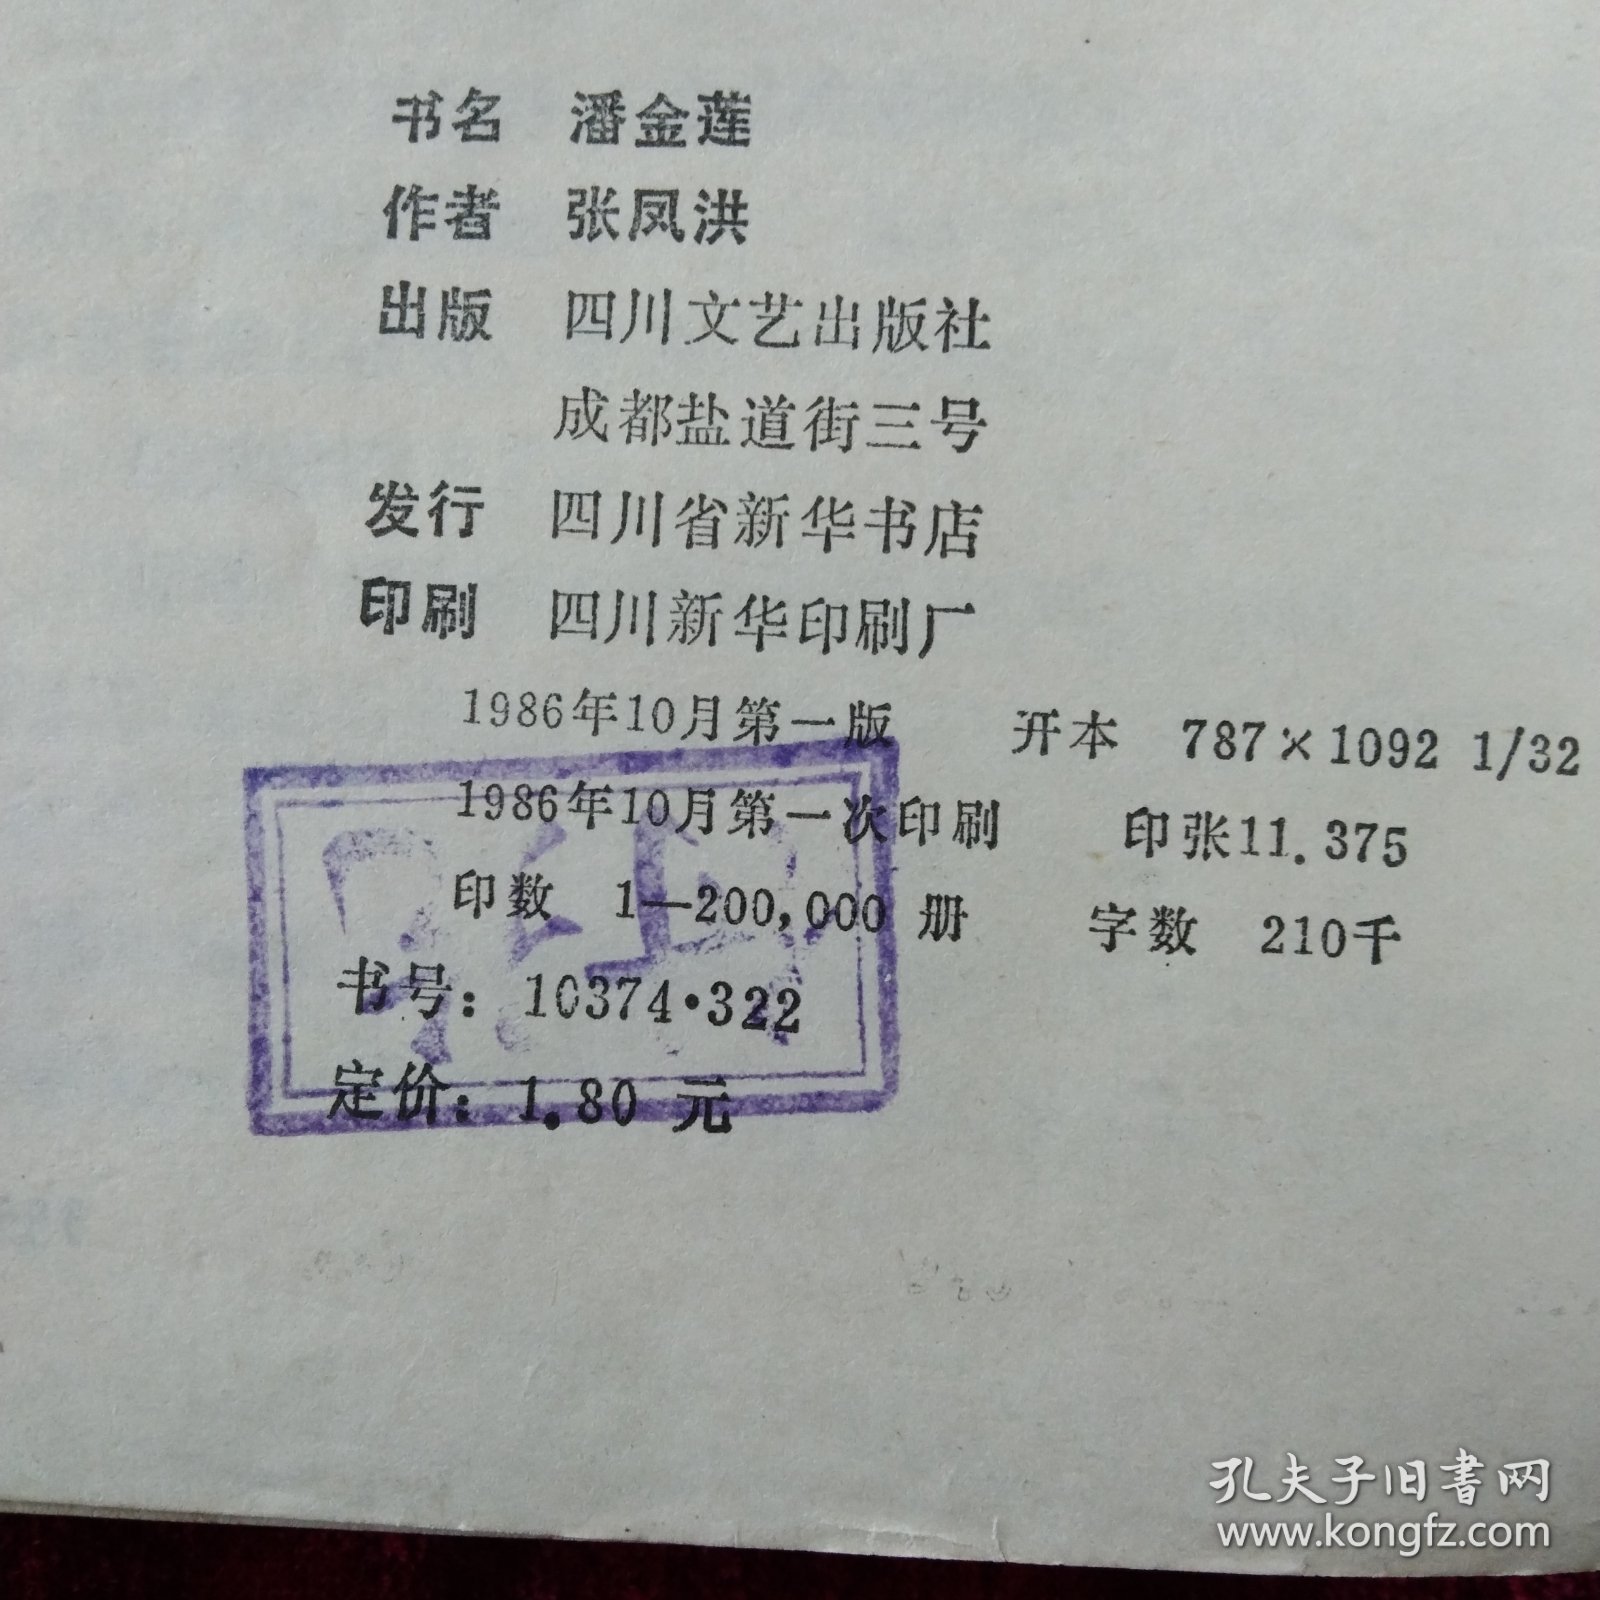 书名 潘金莲
作者 张凤洪
出版 四川文艺出版社
成都盐道街三号
发行 四川省新华书店
印刷 四川新华印刷厂
1986年10月第一版 开本 787×1092 1/32
1986年10月第一次印刷 印张11.375
印数 1—200,000 册 字数 210千
书号：10374·322
定价：1.80 元
孔夫子旧書网
www.kongfz.com